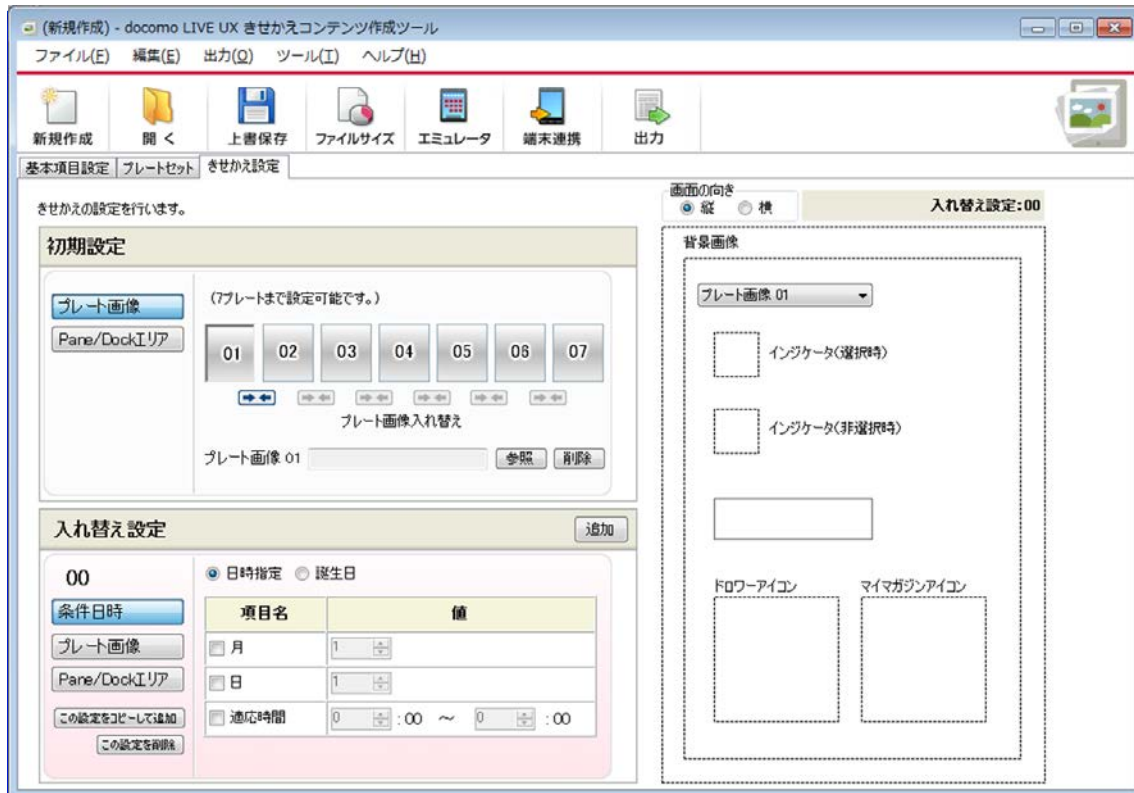 (新規作成) - docomo LIVE UX きせかえコンテンツ作成ツール
ファイル(F) 編集(E) 出力(O) ツール(T) ヘルプ(H)
新規作成 開く 上書保存 ファイルサイズ エミュレータ 端末連携 出力
基本項目設定 プレートセット きせかえ設定
きせかえの設定を行います。
初期設定
プレート画像
Pane/Dockエリア
(7プレートまで設定可能です。)
01 02 03 04 05 06 07
プレート画像入れ替え
プレート画像 01 参照 削除
入れ替え設定 追加
00
条件日時
プレート画像
Pane/Dockエリア
この設定をコピーして追加
この設定を削除
日時指定 誕生日
項目名 値
月 1
日 1
適応時間 0 :00 ~ 0 :00
画面の向き
縦 横
入れ替え設定:00
背景画像
プレート画像 01
インジケータ(選択時)
インジケータ(非選択時)
ドロワーアイコン マイマガジンアイコン